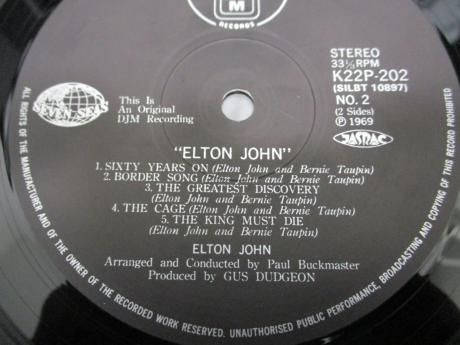 M
RECORDS
STEREO
33⅓RPM
K22P-202
(SILBT 10897)
NO. 2
(2 Sides)
Ⓟ 1969
JASRAC
SEVEN SEAS
This Is
An Original
DJM Recording
"ELTON JOHN"
1. SIXTY YEARS ON (Elton John and Bernie Taupin)
2. BORDER SONG (Elton John and Bernie Taupin)
3. THE GREATEST DISCOVERY
(Elton John and Bernie Taupin)
4. THE CAGE (Elton John and Bernie Taupin)
5. THE KING MUST DIE
(Elton John and Bernie Taupin)
ELTON JOHN
Arranged and Conducted by Paul Buckmaster
Produced by GUS DUDGEON
ALL RIGHTS OF THE MANUFACTURER AND OF THE OWNER OF THE RECORDED WORK RESERVED. UNAUTHORISED PUBLIC PERFORMANCE, BROADCASTING AND COPYING OF THIS RECORD PROHIBITED